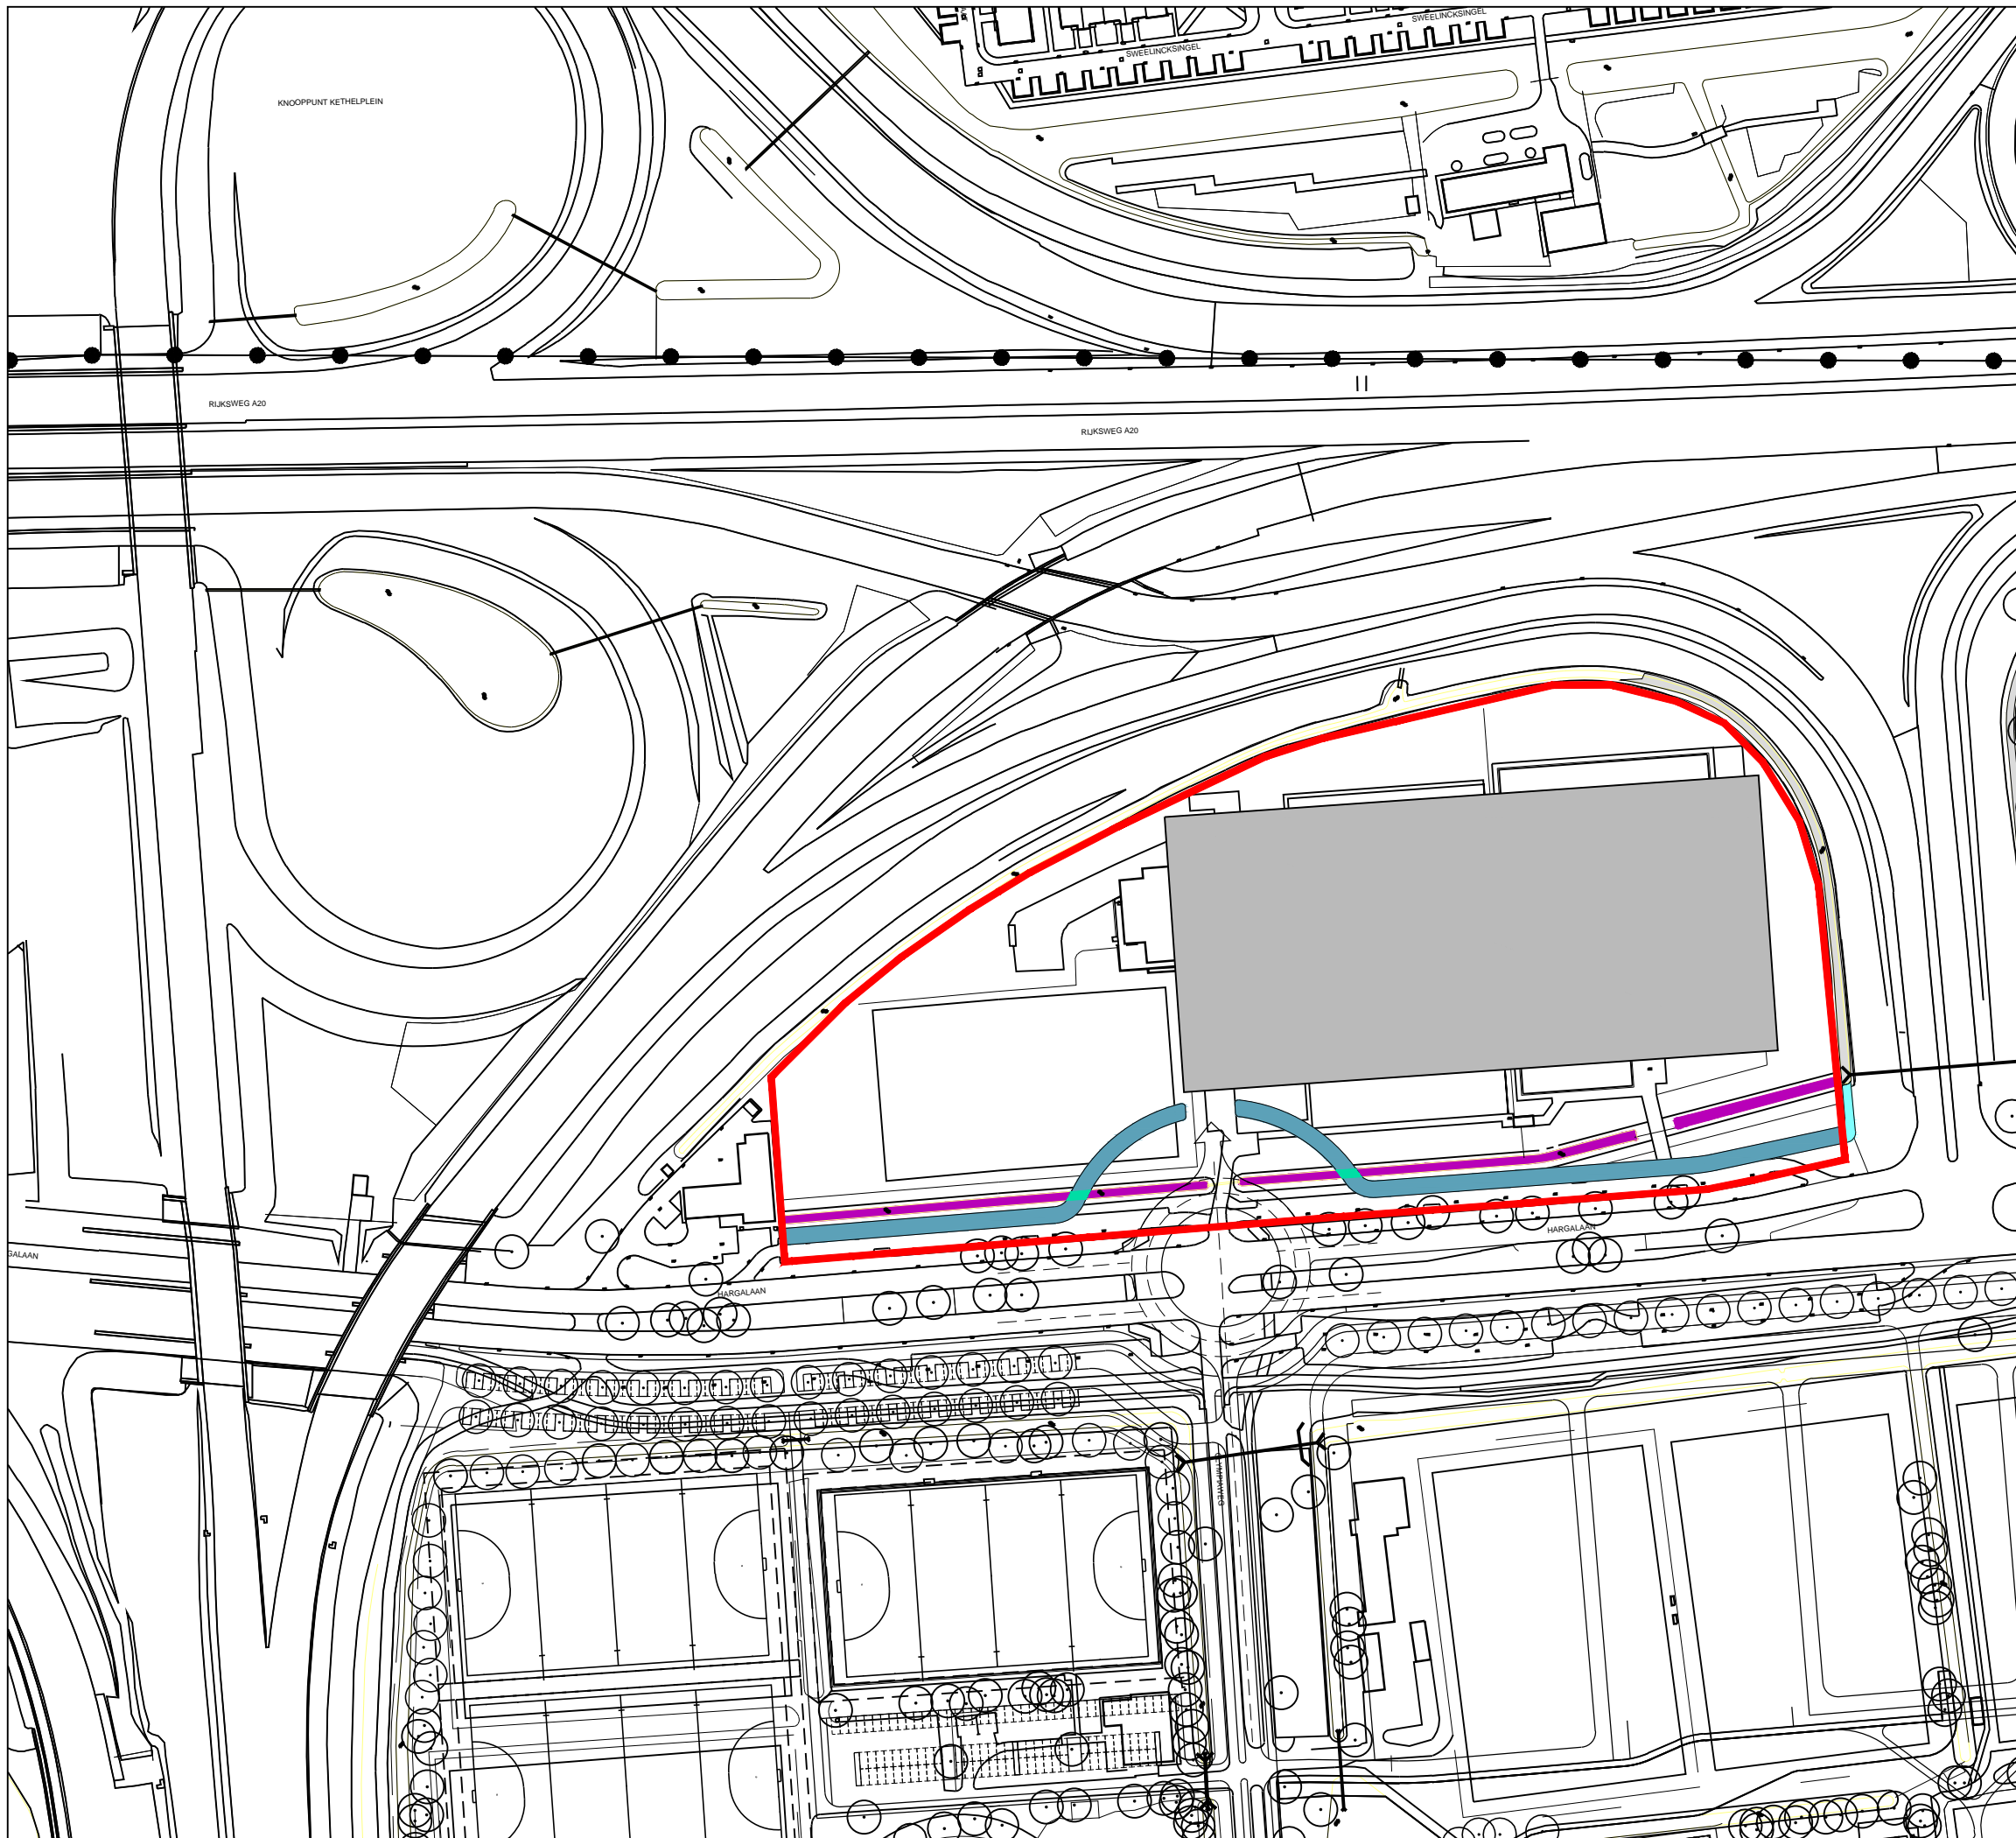 SWEELINCKSINGEL
SWEELINCKSINGEL
KNOOPPUNT KETHELPLEIN
RIJKSWEG A20
RIJKSWEG A20
HARGALAAN
GALAAN
HARGALAAN